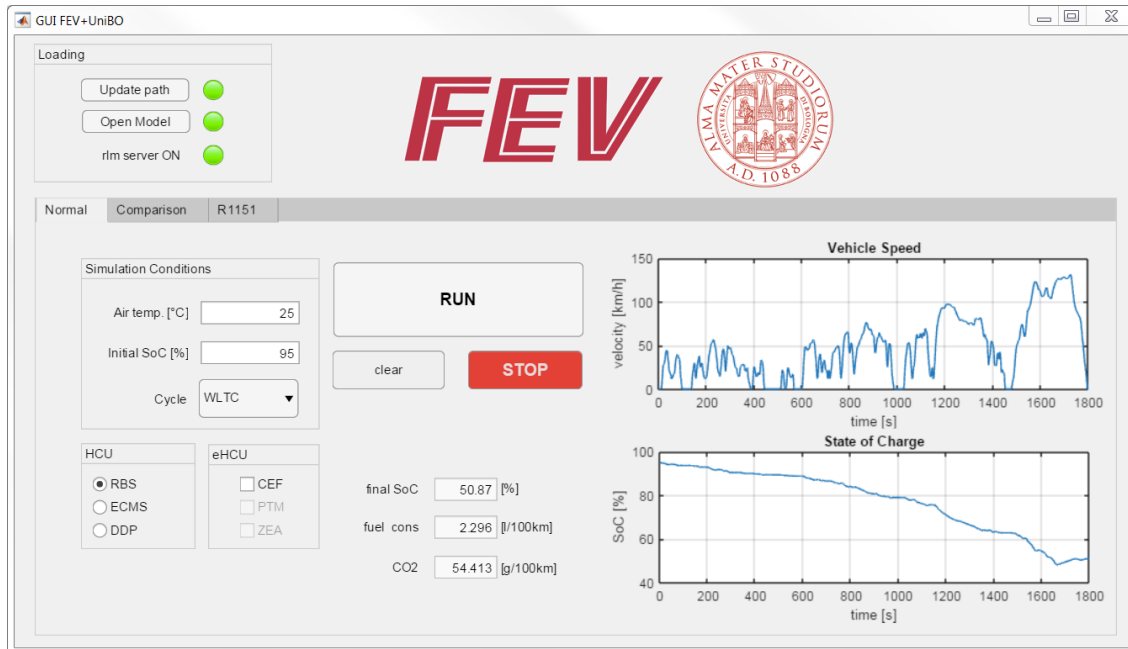 GUI FEV+UniBO
Loading
Update path
Open Model
rlm server ON
FEV
ALMA MATER STUDIORUM
UNIVERSITÀ DI BOLOGNA
A.D. 1088
Normal Comparison R1151
Simulation Conditions
Air temp. [°C] 25
Initial SoC [%] 95
Cycle WLTC
HCU
RBS
ECMS
DDP
eHCU
CEF
PTM
ZEA
RUN
clear STOP
final SoC 50.87 [%]
fuel cons 2.296 [l/100km]
CO2 54.413 [g/100km]
Vehicle Speed
velocity [km/h]
150
100
50
0
0 200 400 600 800 1000 1200 1400 1600 1800
time [s]
State of Charge
SoC [%]
100
80
60
40
0 200 400 600 800 1000 1200 1400 1600 1800
time [s]